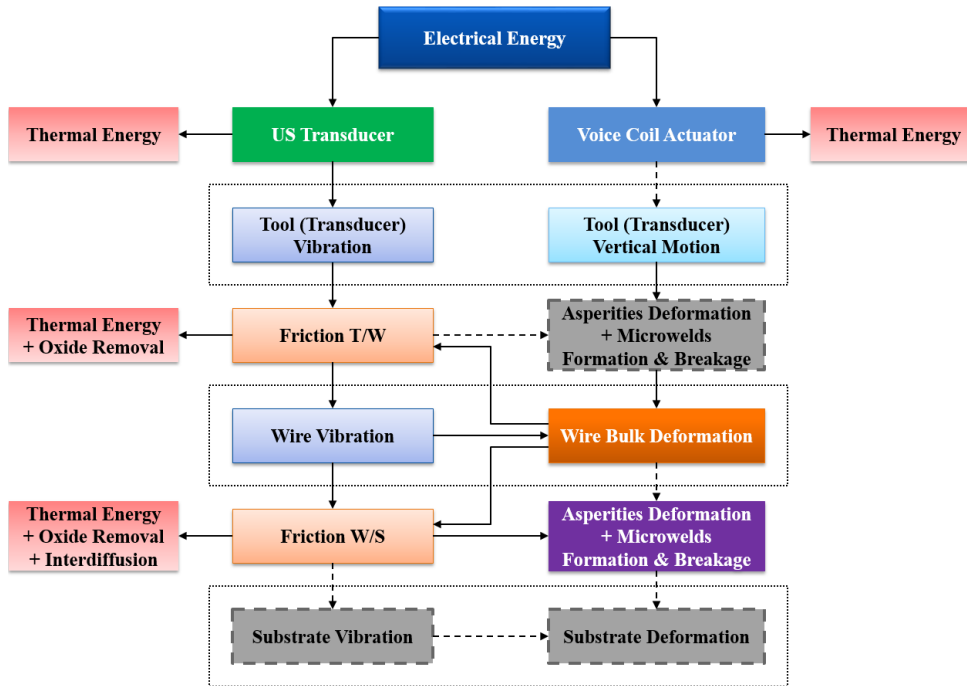 Electrical Energy
Thermal Energy
US Transducer
Voice Coil Actuator
Thermal Energy
Tool (Transducer)
Vibration
Tool (Transducer)
Vertical Motion
Thermal Energy
+ Oxide Removal
Friction T/W
Asperities Deformation
+ Microwelds
Formation & Breakage
Wire Vibration
Wire Bulk Deformation
Thermal Energy
+ Oxide Removal
+ Interdiffusion
Friction W/S
Asperities Deformation
+ Microwelds
Formation & Breakage
Substrate Vibration
Substrate Deformation